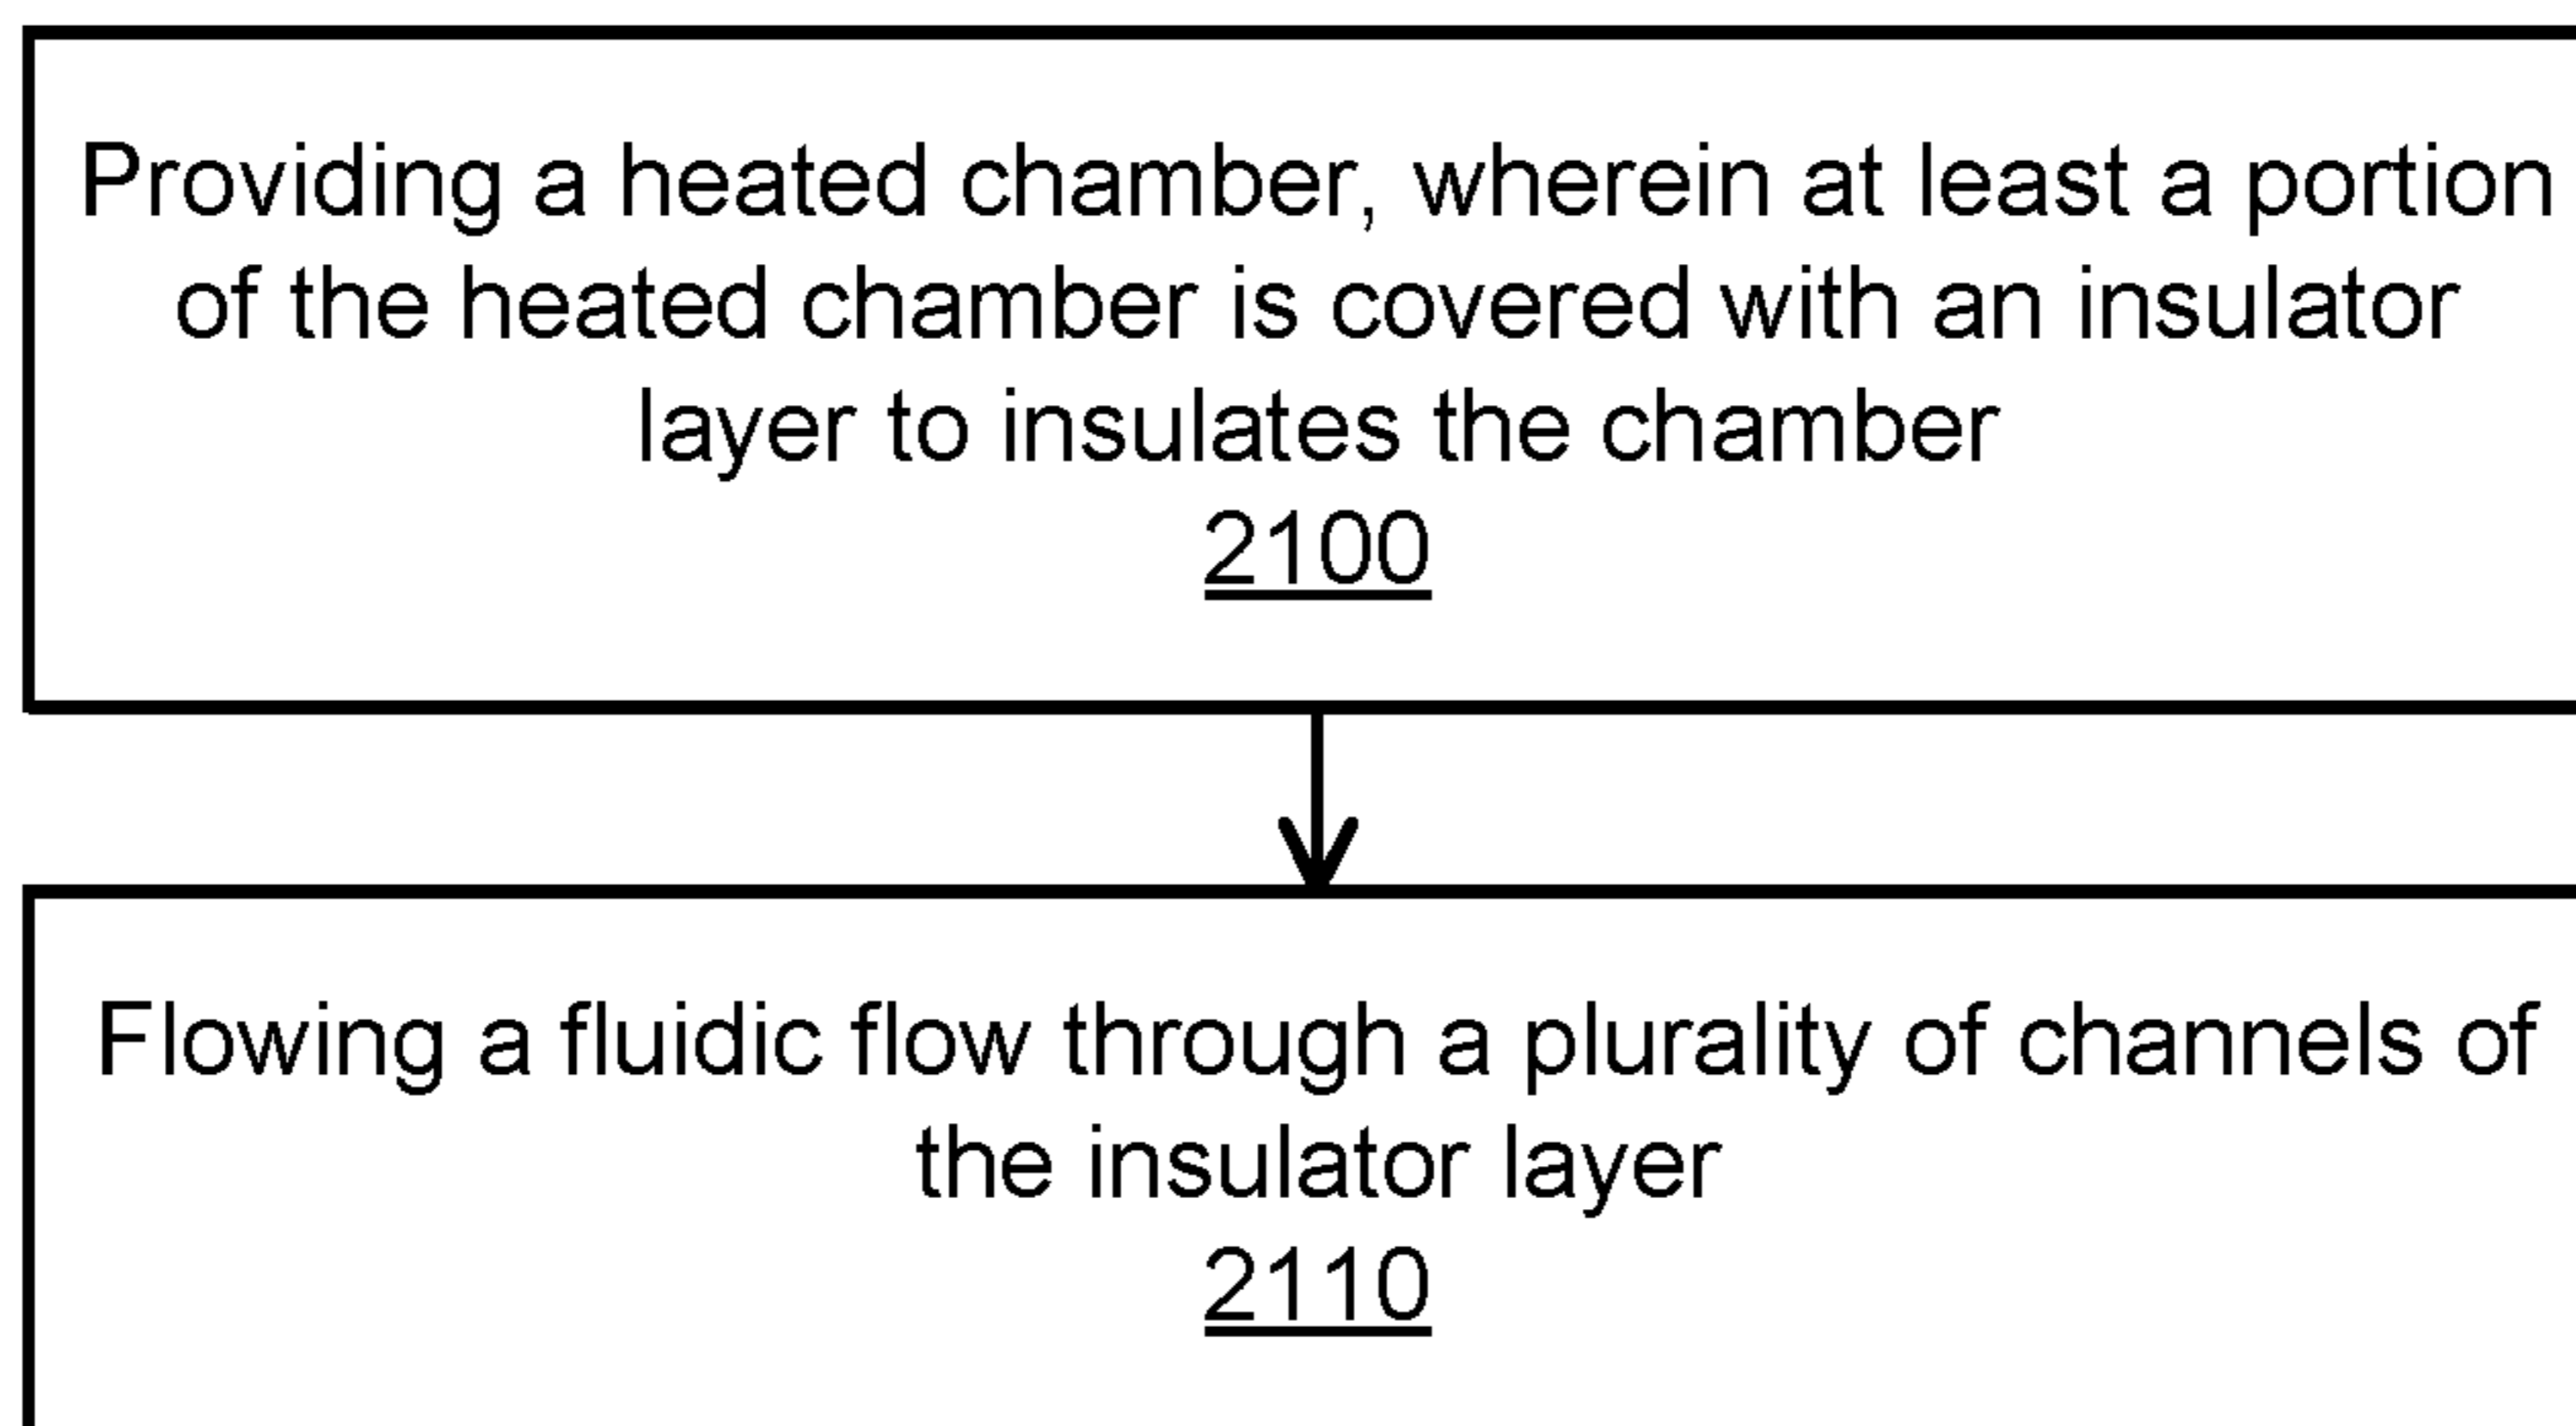 Providing a heated chamber, wherein at least a portion
of the heated chamber is covered with an insulator
layer to insulates the chamber
2100
Flowing a fluidic flow through a plurality of channels of
the insulator layer
2110